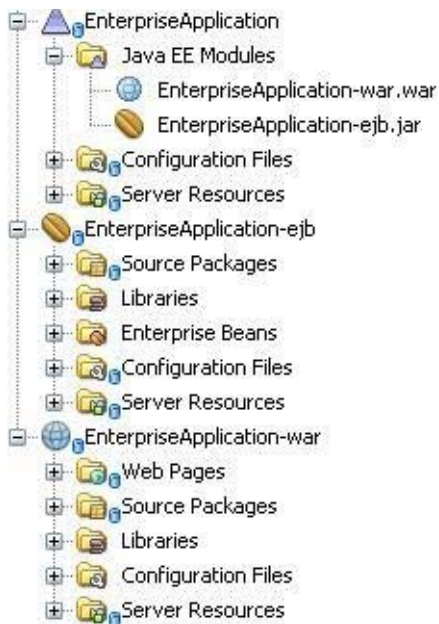 EnterpriseApplication
Java EE Modules
EnterpriseApplication-war.war
EnterpriseApplication-ejb.jar
Configuration Files
Server Resources
EnterpriseApplication-ejb
Source Packages
Libraries
Enterprise Beans
Configuration Files
Server Resources
EnterpriseApplication-war
Web Pages
Source Packages
Libraries
Configuration Files
Server Resources